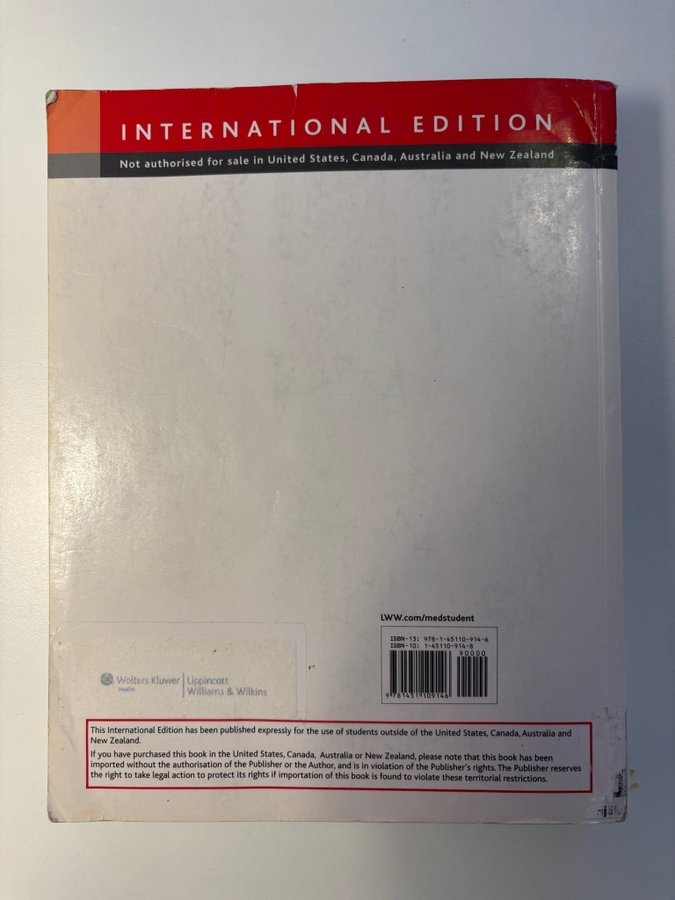 INTERNATIONAL EDITION
Not authorised for sale in United States, Canada, Australia and New Zealand
LWW.com/medstudent
ISBN-13: 978-1-45110-914-6
ISBN-10: 1-45110-914-8
90000
9 781451 109146
Wolters Kluwer
Health
Lippincott
Williams & Wilkins
This International Edition has been published expressly for the use of students outside of the United States, Canada, Australia and
New Zealand.
If you have purchased this book in the United States, Canada, Australia or New Zealand, please note that this book has been
imported without the authorisation of the Publisher or the Author, and is in violation of the Publisher's rights. The Publisher reserves
the right to take legal action to protect its rights if importation of this book is found to violate these territorial restrictions.